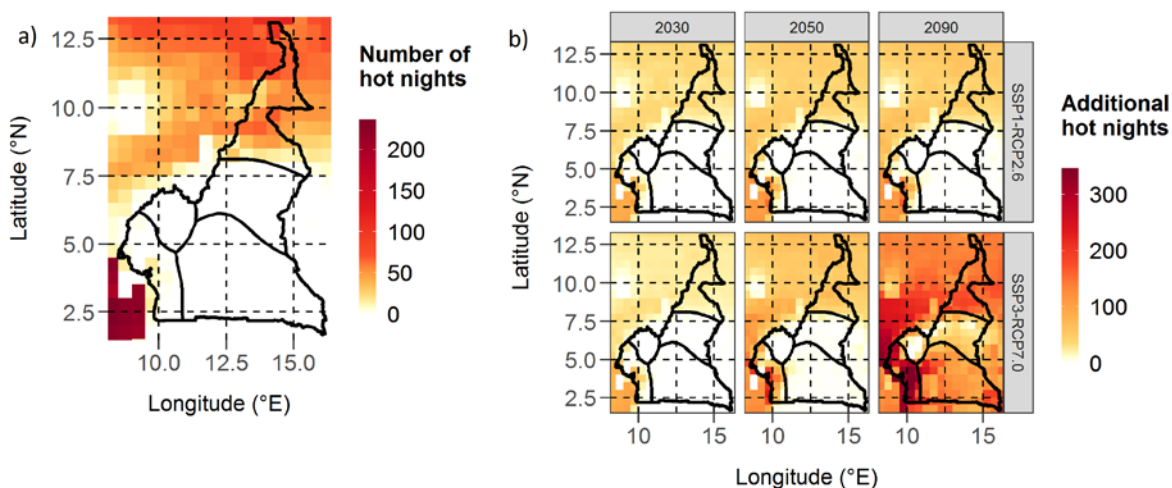 a)
12.5
10.0
7.5
5.0
2.5
Latitude (°N)
10.0 12.5 15.0
Longitude (°E)
Number of
hot nights
200
150
100
50
0
b)
2030 2050 2090
12.5
10.0
7.5
5.0
2.5
SSP1-RCP2.6
12.5
10.0
7.5
5.0
2.5
SSP3-RCP7.0
Latitude (°N)
10 15 10 15 10 15
Longitude (°E)
Additional
hot nights
300
200
100
0